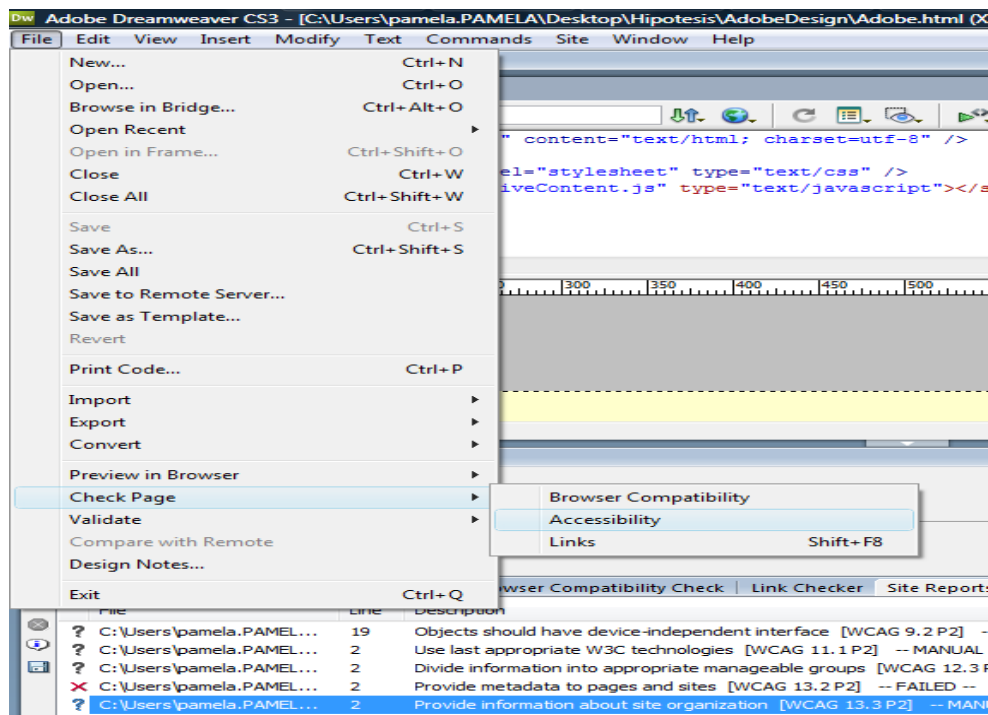 Dw Adobe Dreamweaver CS3 - [C:\Users\pamela.PAMELA\Desktop\Hipotesis\AdobeDesign\Adobe.html (X
File Edit View Insert Modify Text Commands Site Window Help
New... Ctrl+N
Open... Ctrl+O
Browse in Bridge... Ctrl+Alt+O
Open Recent
Open in Frame... Ctrl+Shift+O
Close Ctrl+W
Close All Ctrl+Shift+W
Save Ctrl+S
Save As... Ctrl+Shift+S
Save All
Save to Remote Server...
Save as Template...
Revert
Print Code... Ctrl+P
Import
Export
Convert
Preview in Browser
Check Page
Validate
Compare with Remote
Design Notes...
Exit Ctrl+Q
" content="text/html; charset=utf-8" />
el="stylesheet" type="text/css" />
iveContent.js" type="text/javascript"></s
300 350 400 450 500
Browser Compatibility
Accessibility
Links Shift+F8
wser Compatibility Check | Link Checker Site Reports
File Line Description
? C:\Users\pamela.PAMEL... 19 Objects should have device-independent interface [WCAG 9.2 P2] -
? C:\Users\pamela.PAMEL... 2 Use last appropriate W3C technologies [WCAG 11.1 P2] -- MANUAL
? C:\Users\pamela.PAMEL... 2 Divide information into appropriate manageable groups [WCAG 12.3 P
C:\Users\pamela.PAMEL... 2 Provide metadata to pages and sites [WCAG 13.2 P2] -- FAILED --
? C:\Users\pamela.PAMEL... 2 Provide information about site organization [WCAG 13.3 P2] -- MANU